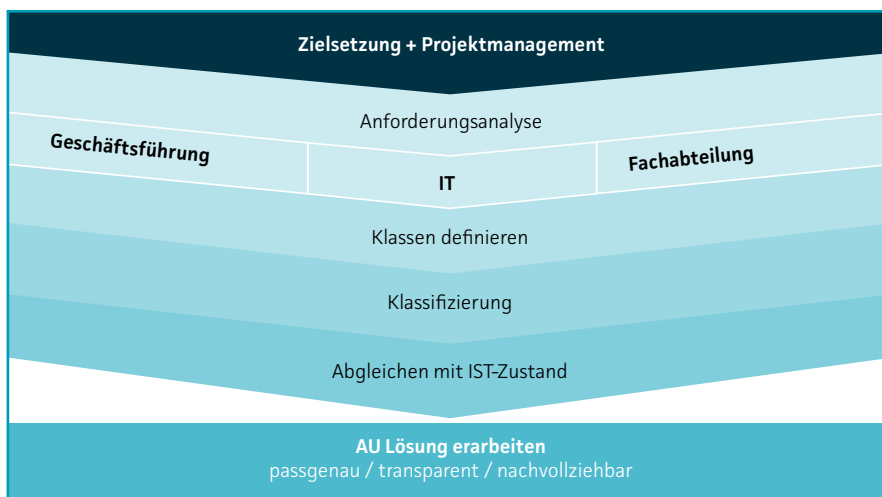 Zielsetzung + Projektmanagement
Anforderungsanalyse
Geschäftsführung
IT
Fachabteilung
Klassen definieren
Klassifizierung
Abgleichen mit IST-Zustand
AU Lösung erarbeiten
passgenau / transparent / nachvollziehbar